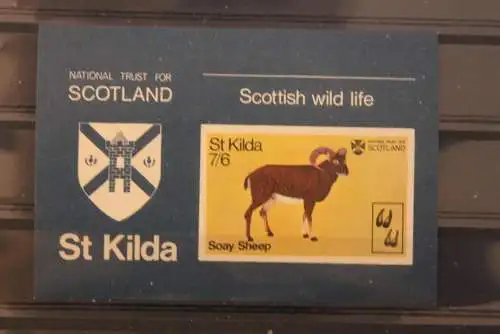 NATIONAL TRUST FOR
SCOTLAND
Scottish wild life
St Kilda
7/6
NATIONAL TRUST FOR
SCOTLAND
Soay Sheep
St Kilda